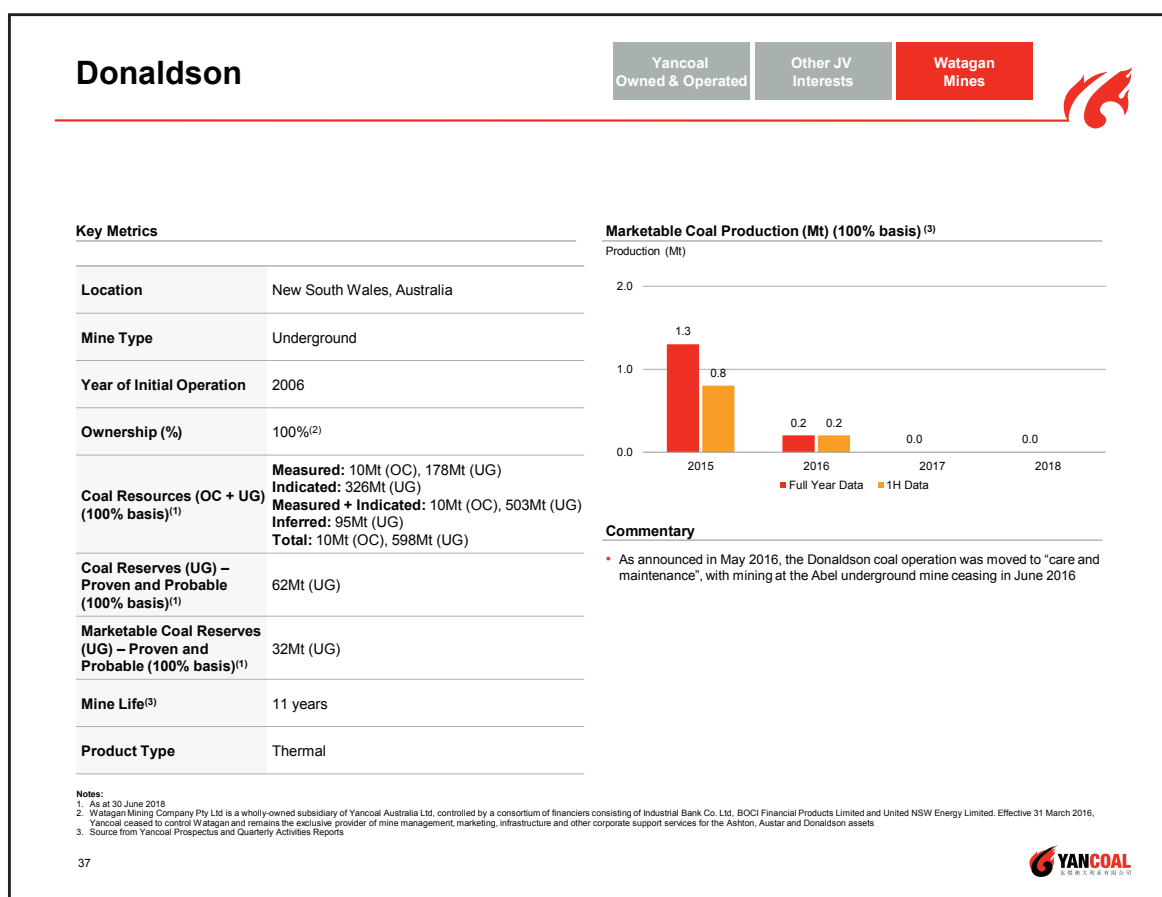 Donaldson
Yancoal
Owned & Operated
Other JV
Interests
Watagan
Mines
Key Metrics
Location
New South Wales, Australia
Mine Type
Underground
Year of Initial Operation
2006
Ownership (%)
100%(2)
Coal Resources (OC + UG)
(100% basis)(1)
Measured: 10Mt (OC), 178Mt (UG)
Indicated: 326Mt (UG)
Measured + Indicated: 10Mt (OC), 503Mt (UG)
Inferred: 95Mt (UG)
Total: 10Mt (OC), 598Mt (UG)
Coal Reserves (UG) –
Proven and Probable
(100% basis)(1)
62Mt (UG)
Marketable Coal Reserves
(UG) – Proven and
Probable (100% basis)(1)
32Mt (UG)
Mine Life(3)
11 years
Product Type
Thermal
Marketable Coal Production (Mt) (100% basis) (3)
Production (Mt)
2.0
1.0
0.0
1.3
0.8
0.2
0.2
0.0
0.0
2015
2016
2017
2018
Full Year Data
1H Data
Commentary
• As announced in May 2016, the Donaldson coal operation was moved to “care and
maintenance”, with mining at the Abel underground mine ceasing in June 2016
Notes:
1. As at 30 June 2018
2. Watagan Mining Company Pty Ltd is a wholly-owned subsidiary of Yancoal Australia Ltd, controlled by a consortium of financiers consisting of Industrial Bank Co. Ltd, BOCI Financial Products Limited and United NSW Energy Limited. Effective 31 March 2016,
Yancoal ceased to control Watagan and remains the exclusive provider of mine management, marketing, infrastructure and other corporate support services for the Ashton, Austar and Donaldson assets
3. Source from Yancoal Prospectus and Quarterly Activities Reports
37
YANCOAL
兖煤澳大利亚有限公司